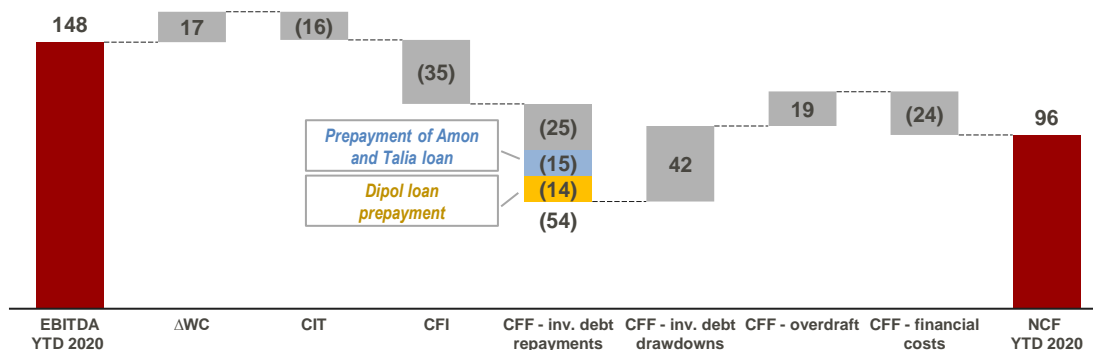 148
17
(16)
(35)
(25)
(15)
(14)
(54)
Prepayment of Amon
and Talia loan
Dipol loan
prepayment
42
19
(24)
96
EBITDA
YTD 2020
∆WC
CIT
CFI
CFF - inv. debt
repayments
CFF - inv. debt
drawdowns
CFF - overdraft
CFF - financial
costs
NCF
YTD 2020